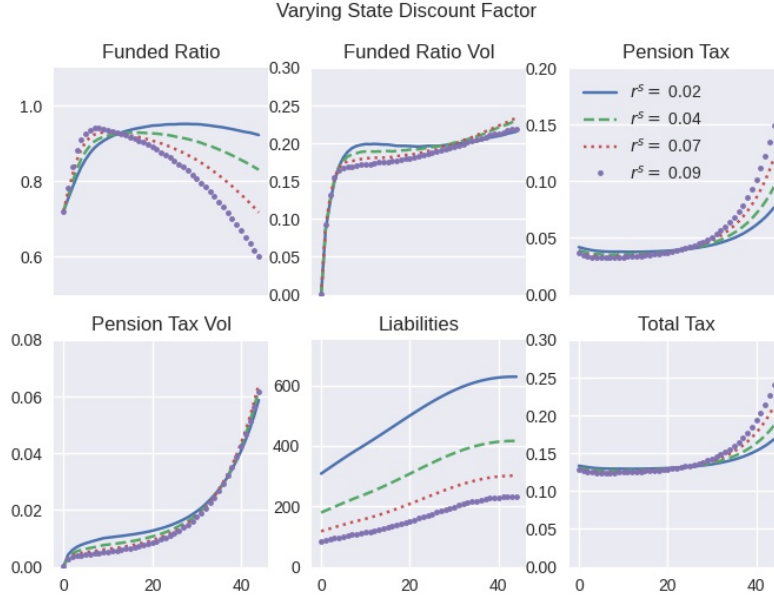 Varying State Discount Factor
Funded Ratio
1.0
0.8
0.6
Funded Ratio Vol
0.30
0.25
0.20
0.15
0.10
0.05
0.00
Pension Tax
0.20
0.15
0.10
0.05
0.00
r^s = 0.02
r^s = 0.04
r^s = 0.07
r^s = 0.09
Pension Tax Vol
0.08
0.06
0.04
0.02
0.00
0 20 40
Liabilities
600
400
200
0
0 20 40
Total Tax
0.30
0.25
0.20
0.15
0.10
0.05
0.00
0 20 40